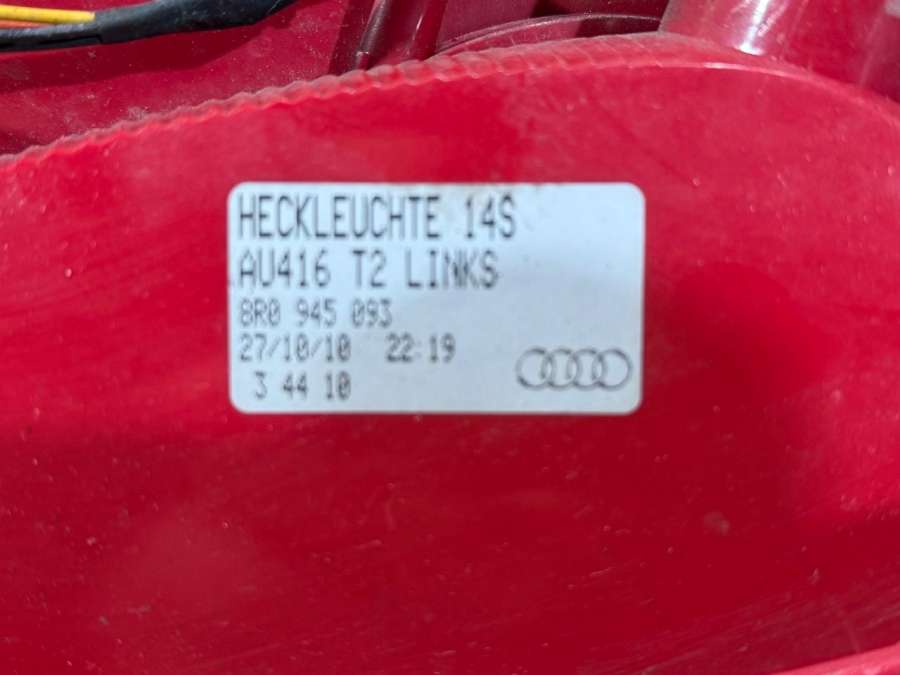 HECKLEUCHTE 14S
AU416 T2 LINKS
8R0 945 093
27/10/10 22:19
3 44 10